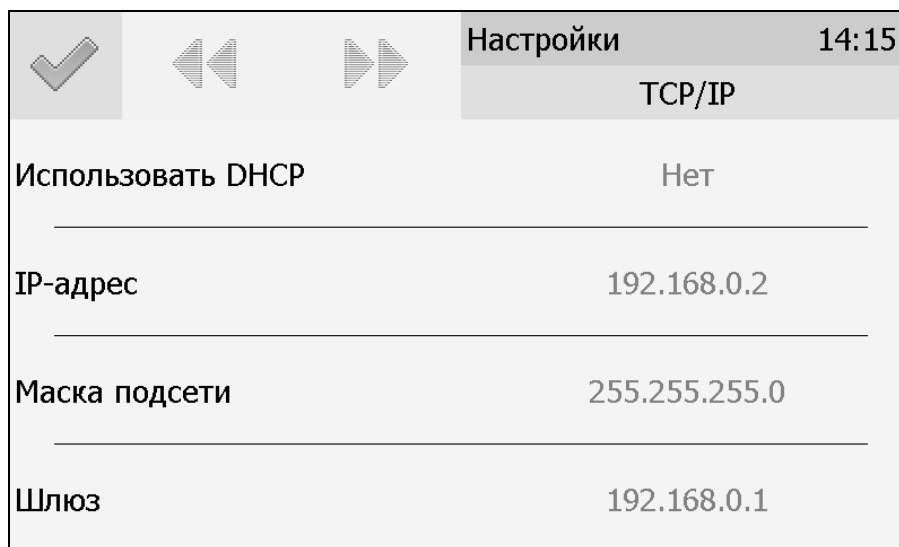 Настройки 14:15
TCP/IP
Использовать DHCP Нет
IP-адрес 192.168.0.2
Маска подсети 255.255.255.0
Шлюз 192.168.0.1